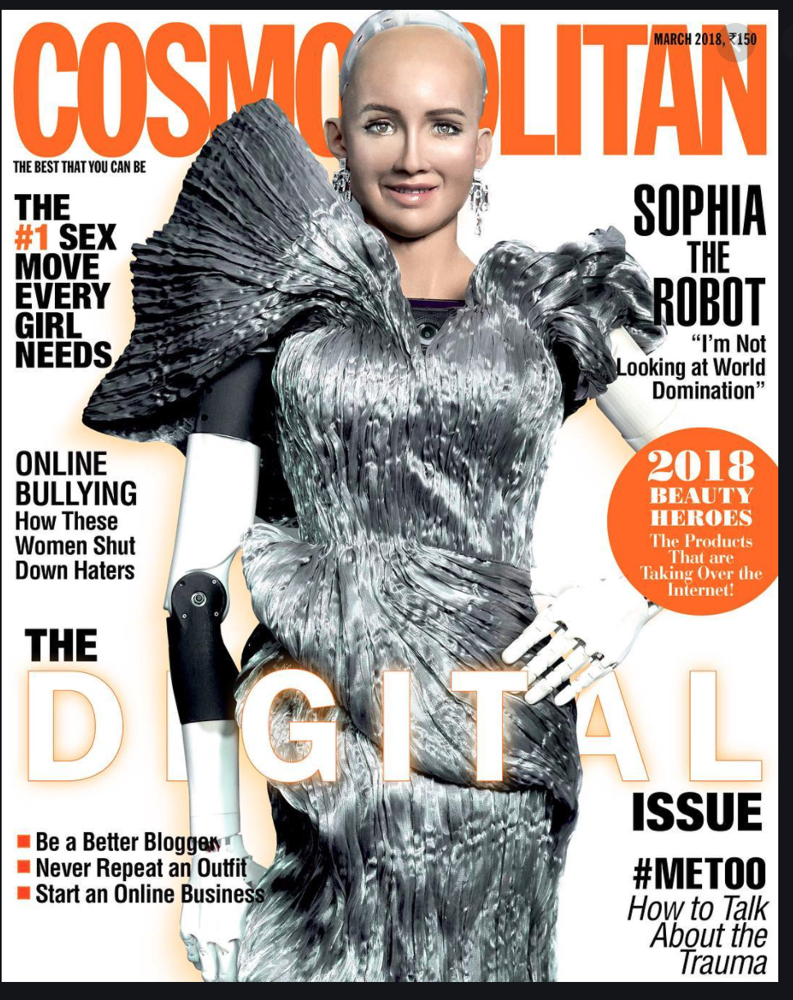 COSMOPOLITAN
MARCH 2018, ₹150
THE BEST THAT YOU CAN BE
THE
#1 SEX
MOVE
EVERY
GIRL
NEEDS
SOPHIA
THE
ROBOT
“I’m Not
Looking at World
Domination”
ONLINE
BULLYING
How These
Women Shut
Down Haters
2018
BEAUTY
HEROES
The Products
That are
Taking Over the
Internet!
THE
DIGITAL
ISSUE
Be a Better Blogger
Never Repeat an Outfit
Start an Online Business
#METOO
How to Talk
About the
Trauma